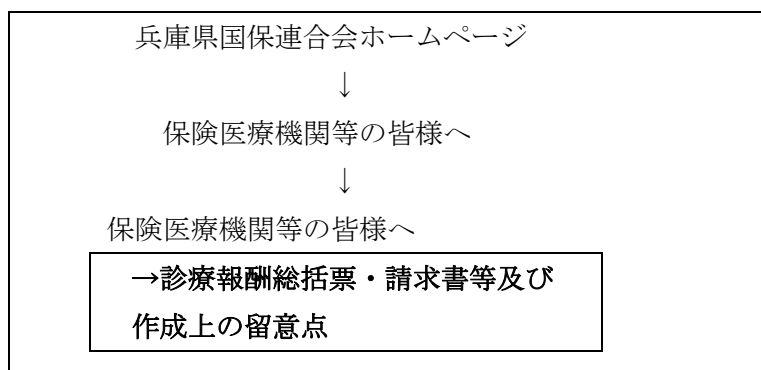 兵庫県国保連合会ホームページ
↓
保険医療機関等の皆様へ
↓
保険医療機関等の皆様へ
→診療報酬総括票・請求書等及び
作成上の留意点